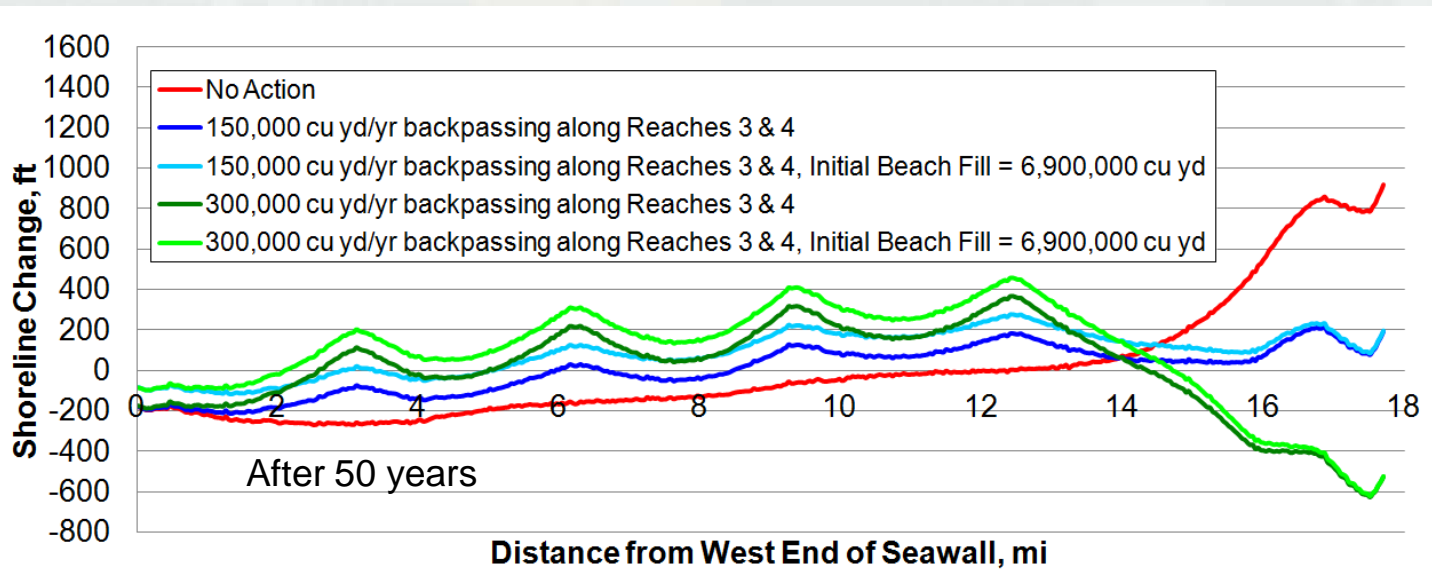 1600
1400
1200
1000
800
600
400
200
0
-200
-400
-600
-800
Shoreline Change, ft
No Action
150,000 cu yd/yr backpassing along Reaches 3 & 4
150,000 cu yd/yr backpassing along Reaches 3 & 4, Initial Beach Fill = 6,900,000 cu yd
300,000 cu yd/yr backpassing along Reaches 3 & 4
300,000 cu yd/yr backpassing along Reaches 3 & 4, Initial Beach Fill = 6,900,000 cu yd
0 2 4 6 8 10 12 14 16 18
After 50 years
Distance from West End of Seawall, mi